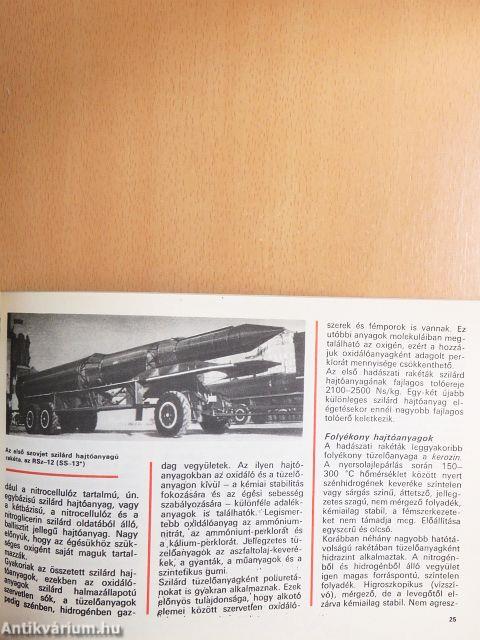 Az első szovjet szilárd hajtóanyagú
rakéta, az RSz–12 (SS–13*)
déul a nitrocellulóz tartalmú, ún.
egybázisú szilárd hajtóanyag, vagy
a kétbázisú, a nitrocellulóz és a
nitroglicerin szilárd oldatából álló,
ballisztit jellegű hajtóanyag. Nagy
előnyük, hogy az égésükhöz szük-
séges oxigént saját maguk tartal-
mazzák.
Gyakoriak az összetett szilárd haj-
tóanyagok, ezekben az oxidáló-
anyagok szilárd halmazállapotú
szervetlen sók, a tüzelőanyagok
pedig szénben, hidrogénben gaz-
dag vegyületek. Az ilyen hajtó-
anyagokban az oxidáló és a tüzelő-
anyagon kívül – a kémiai stabilitás
fokozására és az égési sebesség
szabályozására – különféle adalék-
anyagok is találhatók. Legismer-
tebb oxidálóanyag az ammónium-
nitrát, az ammónium-perklorát és
a kálium-perklorát. Jellegzetes tü-
zelőanyagok az aszfaltolaj-keveré-
kek, a gyanták, a műanyagok és a
szintetikus gumi.
Szilárd tüzelőanyagként poliuretá-
nokat is gyakran alkalmaznak. Ezek
előnyös tulajdonsága, hogy alkotó
elemei között szervetlen oxidáló-
szerek és fémporok is vannak. Ez
utóbbi anyagok molekuláiban meg-
található az oxigén, ezért a hozzá-
juk oxidálóanyagként adagolt per-
klorát mennyisége csökkenthető.
Az első hadászati rakéták szilárd
hajtóanyagának fajlagos tolóereje
2100–2500 Ns/kg. Egy-két újabb
különleges szilárd hajtóanyag el-
égetésekor ennél nagyobb fajlagos
tolóerő keletkezik.
Folyékony hajtóanyagok
A hadászati rakéták leggyakoribb
folyékony tüzelőanyaga a kerozin.
A nyersolajlepárlás során 150–
300 °C hőmérséklet között nyert
szénhidrogének keveréke színtelen
vagy sárgás színű, áttetsző, jelleg-
zetes szagú, nem mérgező folyadék,
kémiailag stabil, a fémszerkezete-
ket nem támadja meg. Előállítása
egyszerű és olcsó.
Korábban néhány nagyobb hatótá-
volságú rakétában tüzelőanyagként
hidrazint alkalmaztak. A nitrogén-
ből és hidrogénből álló vegyület
igen magas forráspontú, színtelen
folyadék. Higroszkopikus (vízszí-
vó), mérgező, de a levegőtől el-
zárva kémiailag stabil. Nem agresz-
25
Antikvárium.hu